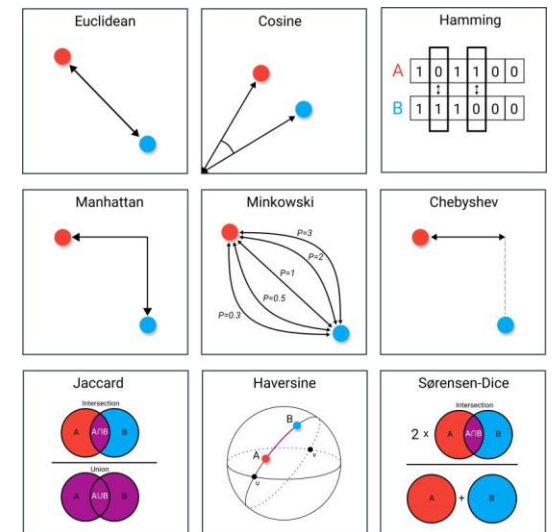 Euclidean
Cosine
Hamming
A 1 0 1 1 0 0
B 1 1 1 0 0 0
Manhattan
Minkowski
P=3
P=2
P=1
P=0.5
P=0.3
Chebyshev
Jaccard
Intersection
A A∩B B
Union
A A∪B B
Haversine
B
A
u
v
Sørensen-Dice
Intersection
2 x A A∩B B
A + B